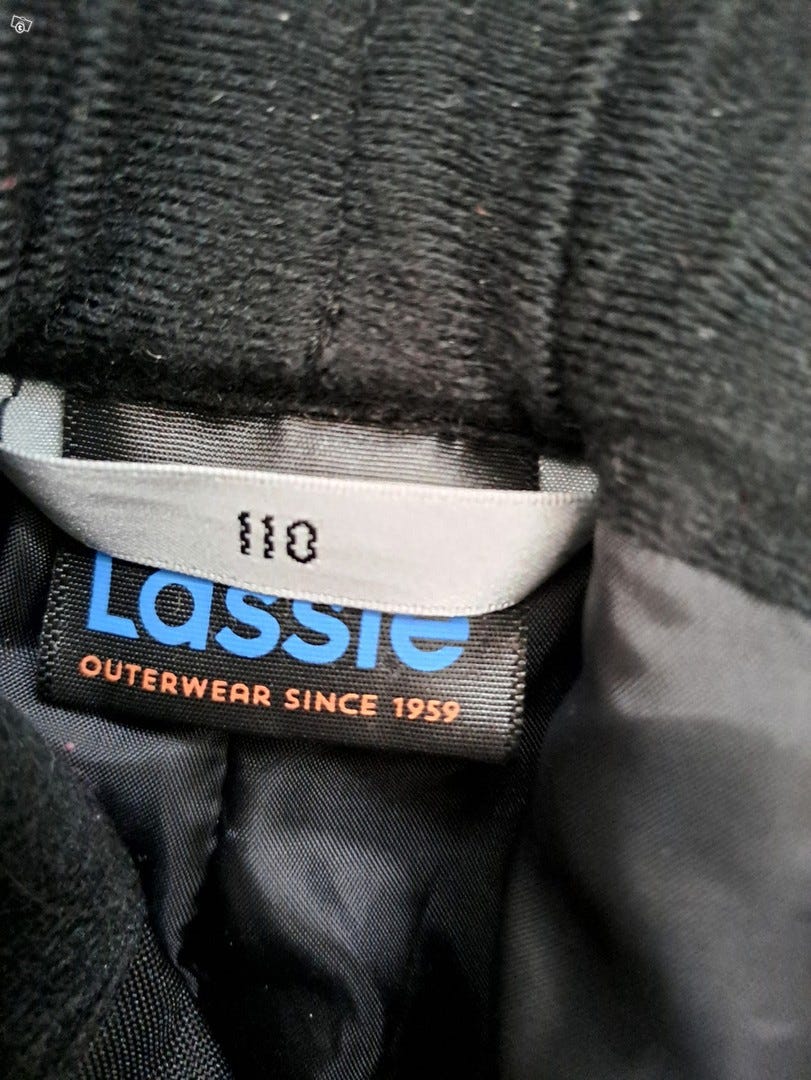 110
Lassie
OUTERWEAR SINCE 1959